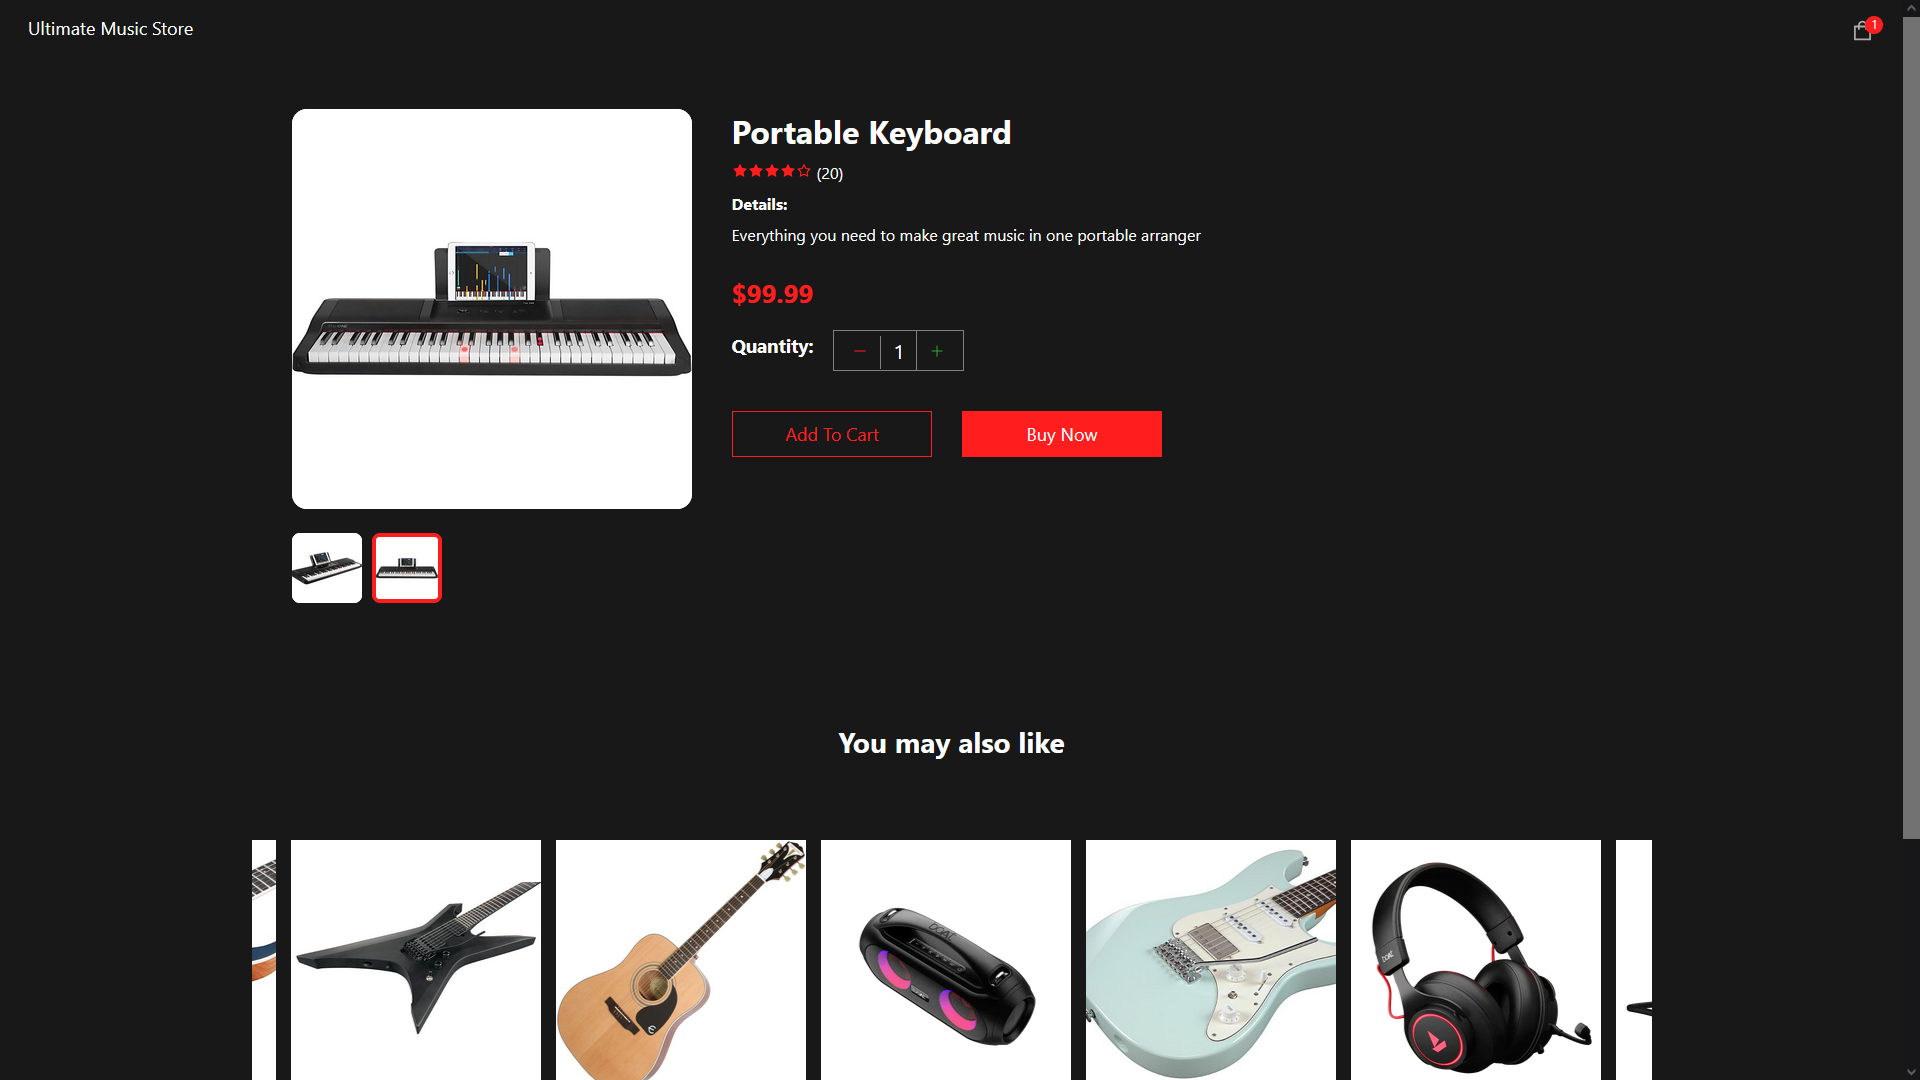 Ultimate Music Store
1
Portable Keyboard
(20)
Details:
Everything you need to make great music in one portable arranger
$99.99
Quantity:
− 1 +
Add To Cart
Buy Now
You may also like